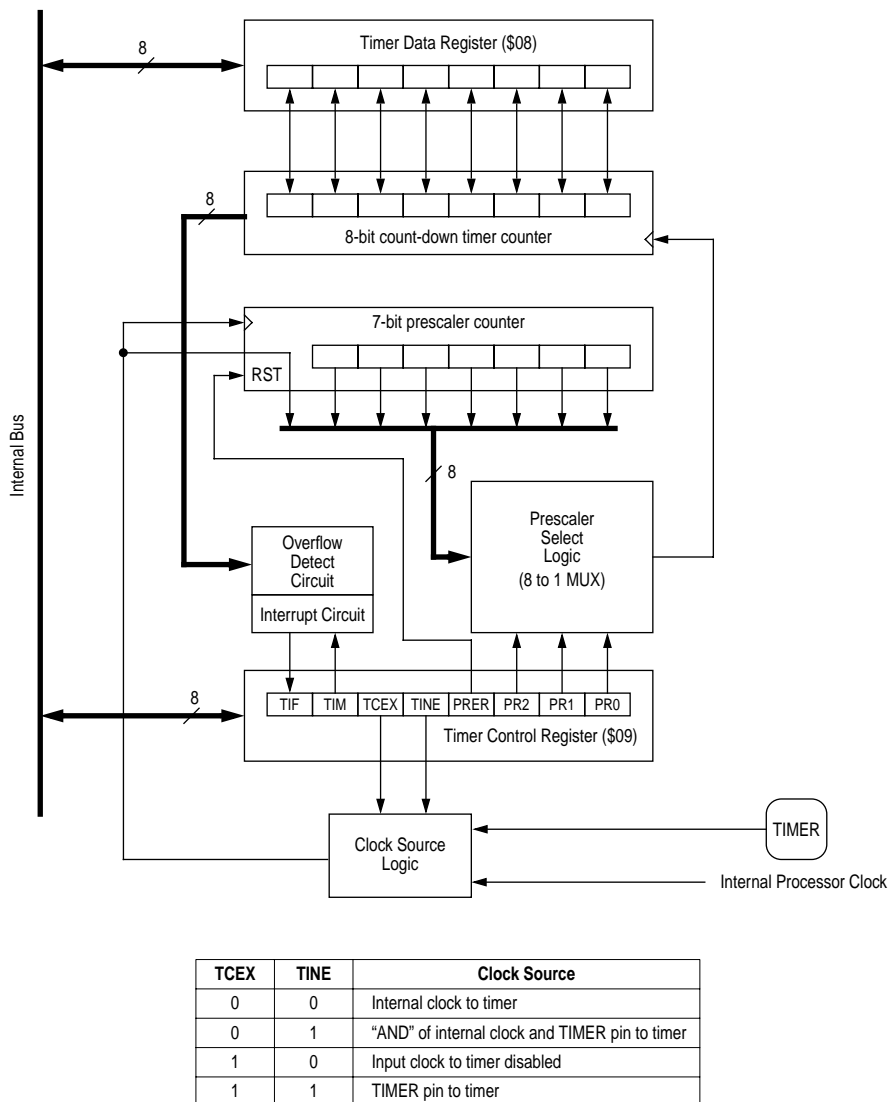 Timer Data Register ($08)
8
8
8-bit count-down timer counter
7-bit prescaler counter
RST
Internal Bus
8
Prescaler
Select
Logic
(8 to 1 MUX)
Overflow
Detect
Circuit
Interrupt Circuit
8
TIF TIM TCEX TINE PRER PR2 PR1 PR0
Timer Control Register ($09)
Clock Source
Logic
TIMER
Internal Processor Clock
TCEX TINE Clock Source
0 0 Internal clock to timer
0 1 “AND” of internal clock and TIMER pin to timer
1 0 Input clock to timer disabled
1 1 TIMER pin to timer